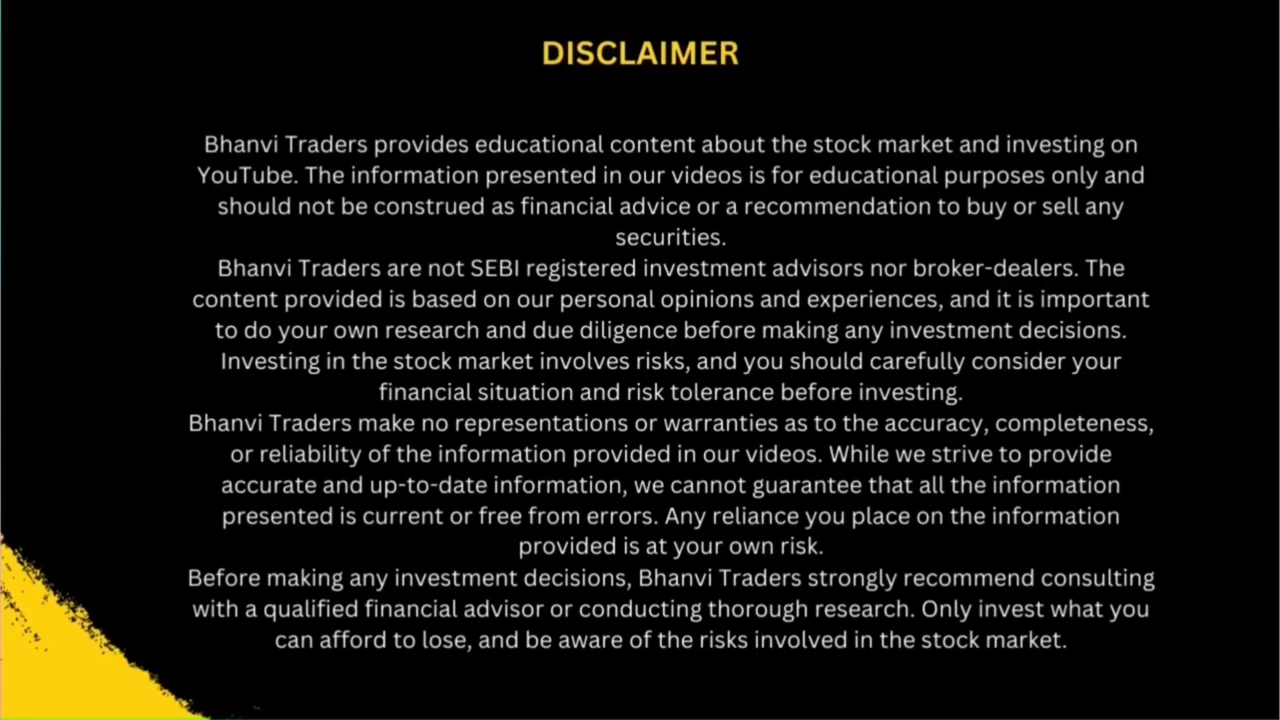 DISCLAIMER
Bhanvi Traders provides educational content about the stock market and investing on
YouTube. The information presented in our videos is for educational purposes only and
should not be construed as financial advice or a recommendation to buy or sell any
securities.
Bhanvi Traders are not SEBI registered investment advisors nor broker-dealers. The
content provided is based on our personal opinions and experiences, and it is important
to do your own research and due diligence before making any investment decisions.
Investing in the stock market involves risks, and you should carefully consider your
financial situation and risk tolerance before investing.
Bhanvi Traders make no representations or warranties as to the accuracy, completeness,
or reliability of the information provided in our videos. While we strive to provide
accurate and up-to-date information, we cannot guarantee that all the information
presented is current or free from errors. Any reliance you place on the information
provided is at your own risk.
Before making any investment decisions, Bhanvi Traders strongly recommend consulting
with a qualified financial advisor or conducting thorough research. Only invest what you
can afford to lose, and be aware of the risks involved in the stock market.